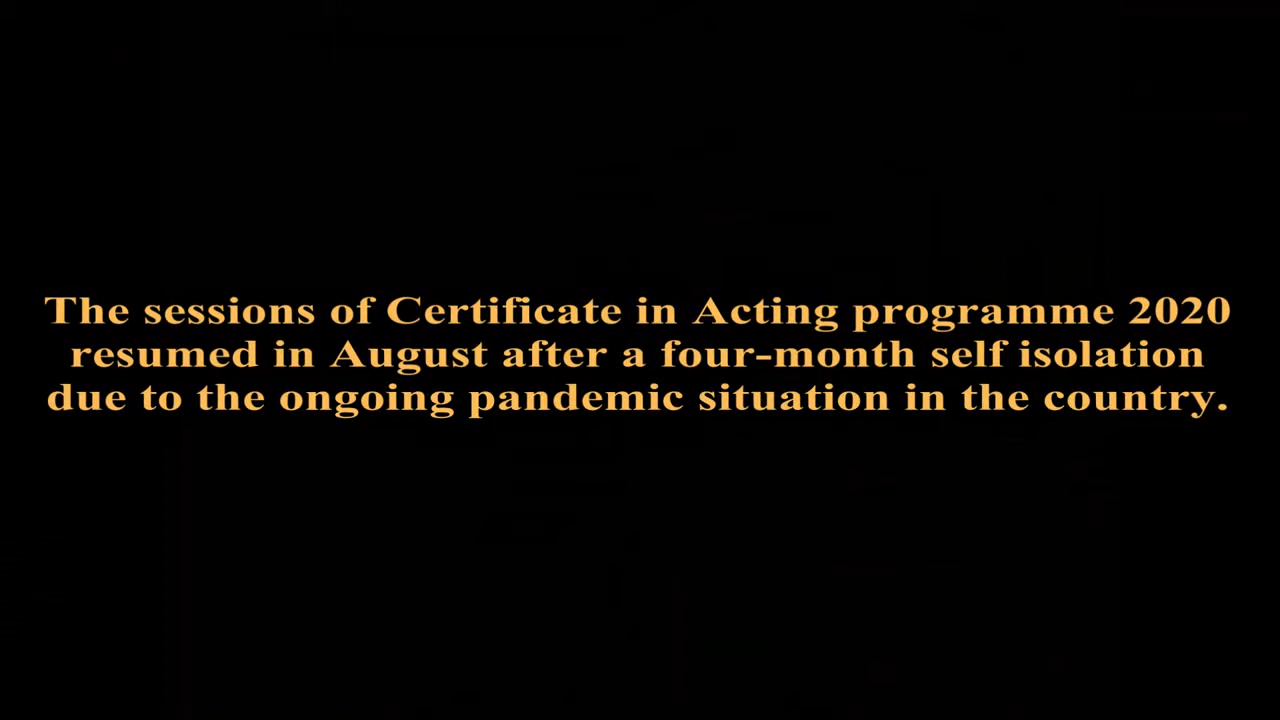 The sessions of Certificate in Acting programme 2020
resumed in August after a four-month self isolation
due to the ongoing pandemic situation in the country.